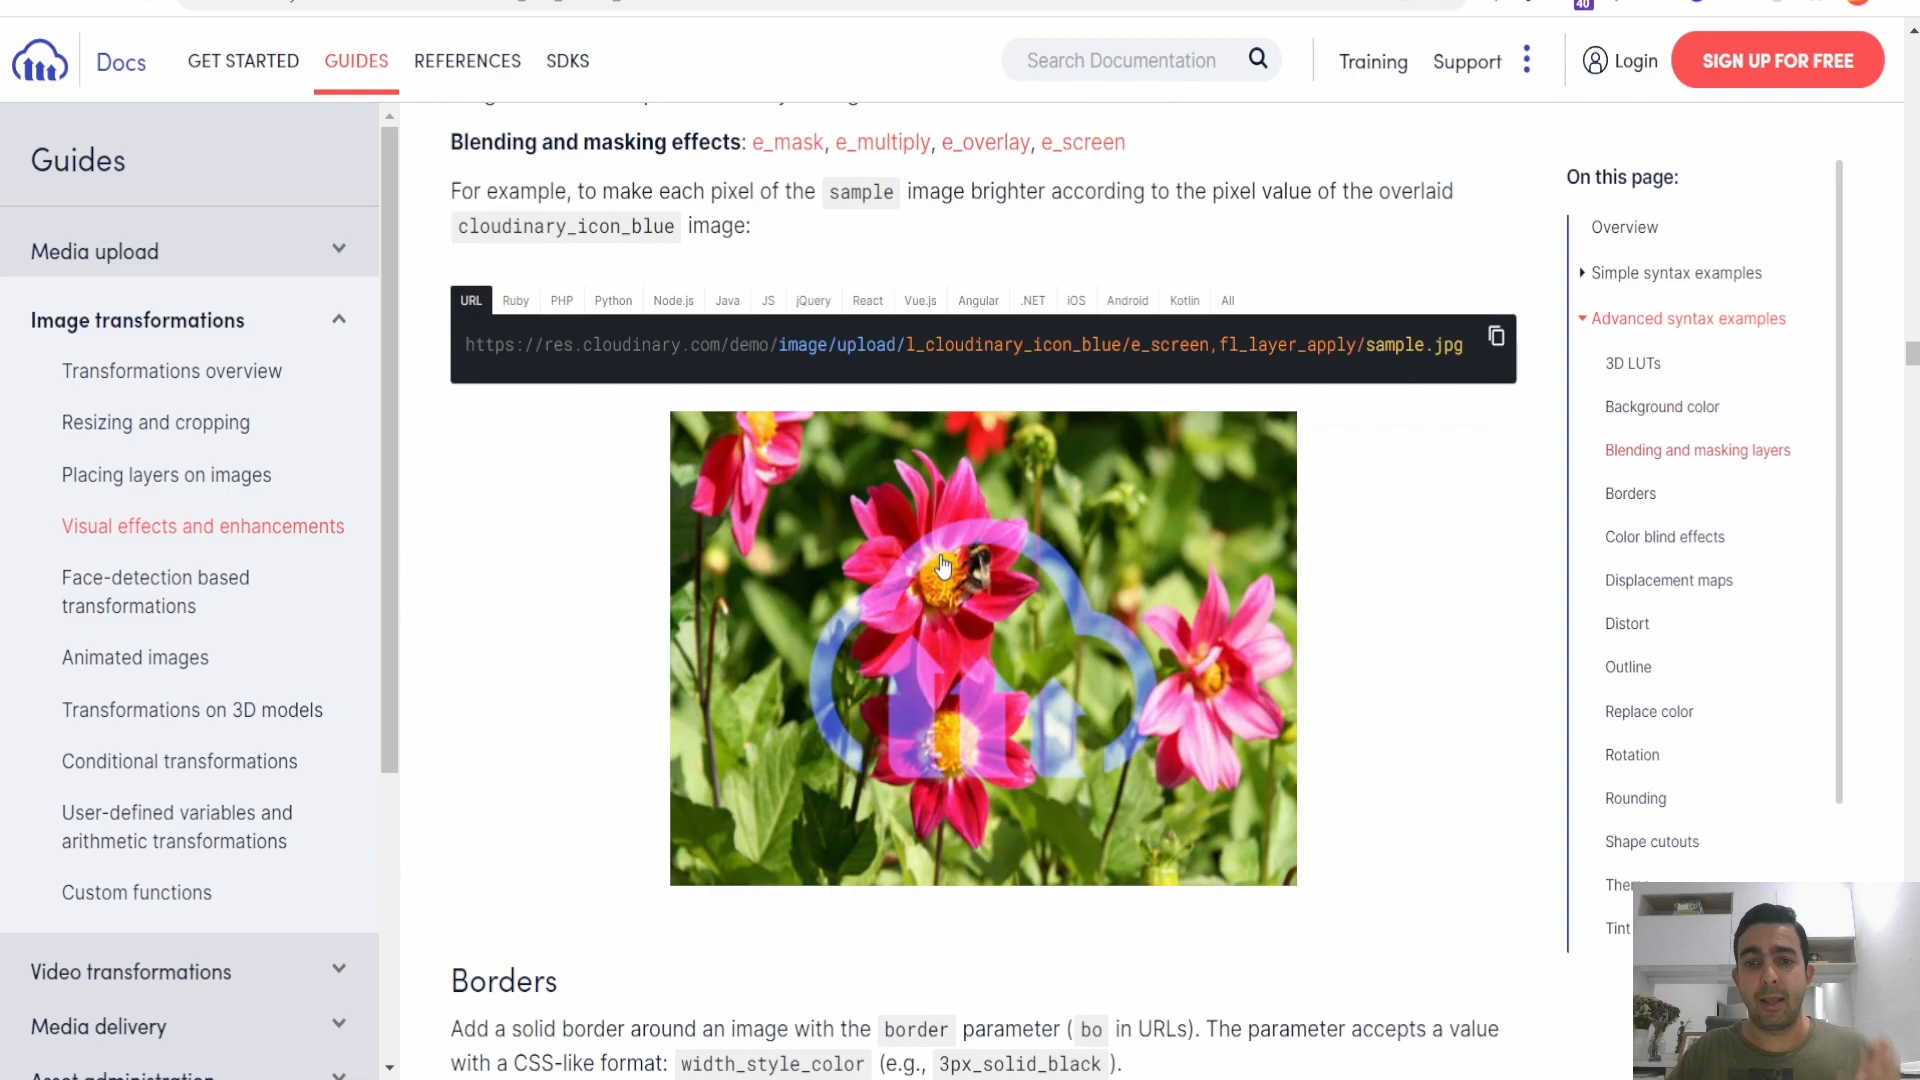 40
Docs
GET STARTED
GUIDES
REFERENCES
SDKS
Search Documentation
Training
Support
Login
SIGN UP FOR FREE
Guides
Media upload
Image transformations
Transformations overview
Resizing and cropping
Placing layers on images
Visual effects and enhancements
Face-detection based
transformations
Animated images
Transformations on 3D models
Conditional transformations
User-defined variables and
arithmetic transformations
Custom functions
Video transformations
Media delivery
Asset administration
Blending and masking effects: e_mask, e_multiply, e_overlay, e_screen
For example, to make each pixel of the sample image brighter according to the pixel value of the overlaid
cloudinary_icon_blue image:
URL Ruby PHP Python Node.js Java JS jQuery React Vue.js Angular .NET iOS Android Kotlin All
https://res.cloudinary.com/demo/image/upload/l_cloudinary_icon_blue/e_screen,fl_layer_apply/sample.jpg
Borders
Add a solid border around an image with the border parameter ( bo in URLs). The parameter accepts a value
with a CSS-like format: width_style_color (e.g., 3px_solid_black ).
On this page:
Overview
Simple syntax examples
Advanced syntax examples
3D LUTs
Background color
Blending and masking layers
Borders
Color blind effects
Displacement maps
Distort
Outline
Replace color
Rotation
Rounding
Shape cutouts
Tint